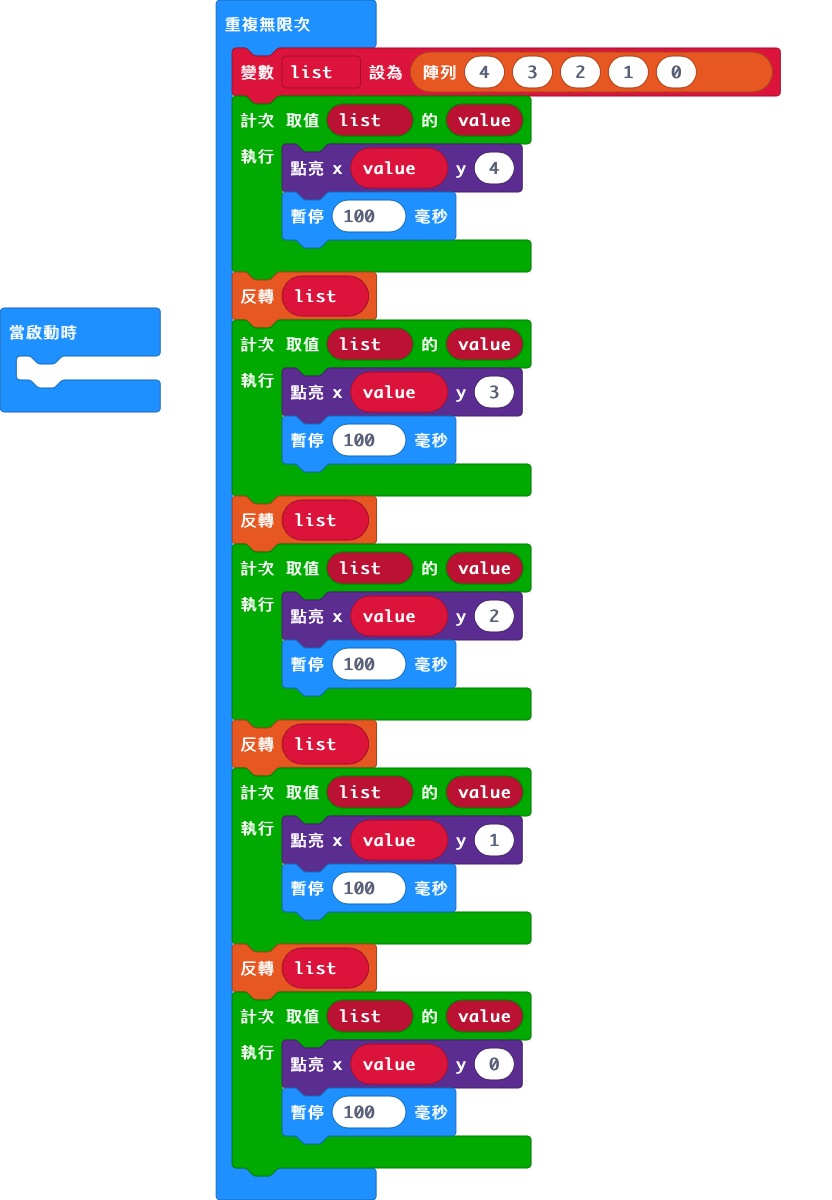 重複無限次
變數 list 設為 陣列 4 3 2 1 0
計次 取值 list 的 value
執行
點亮 x value y 4
暫停 100 毫秒
反轉 list
當啟動時
計次 取值 list 的 value
執行
點亮 x value y 3
暫停 100 毫秒
反轉 list
計次 取值 list 的 value
執行
點亮 x value y 2
暫停 100 毫秒
反轉 list
計次 取值 list 的 value
執行
點亮 x value y 1
暫停 100 毫秒
反轉 list
計次 取值 list 的 value
執行
點亮 x value y 0
暫停 100 毫秒